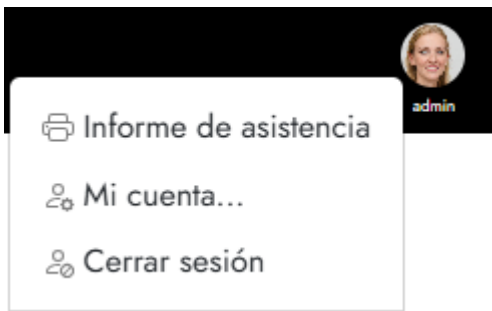 admin
Informe de asistencia
Mi cuenta...
Cerrar sesión